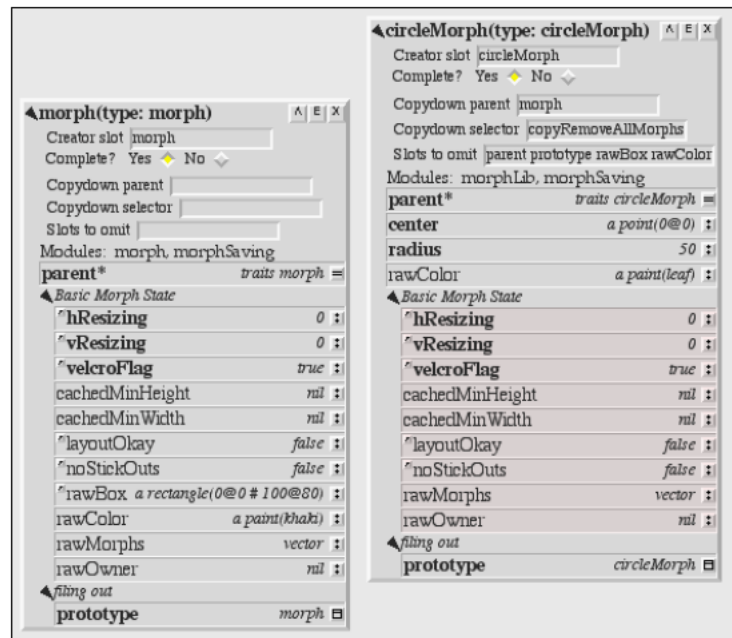 morph(type: morph) ^ E X
Creator slot morph
Complete? Yes No
Copydown parent
Copydown selector
Slots to omit
Modules: morph, morphSaving
parent* traits morph =
Basic Morph State
hResizing 0
vResizing 0
velcroFlag true
cachedMinHeight nil
cachedMinWidth nil
layoutOkay false
noStickOuts false
rawBox a rectangle(0@0 # 100@80)
rawColor a paint(khaki)
rawMorphs vector
rawOwner nil
filing out
prototype morph
circleMorph(type: circleMorph) ^ E X
Creator slot circleMorph
Complete? Yes No
Copydown parent morph
Copydown selector copyRemoveAllMorphs
Slots to omit parent prototype rawBox rawColor
Modules: morphLib, morphSaving
parent* traits circleMorph =
center a point(0@0)
radius 50
rawColor a paint(leaf)
Basic Morph State
hResizing 0
vResizing 0
velcroFlag true
cachedMinHeight nil
cachedMinWidth nil
layoutOkay false
noStickOuts false
rawMorphs vector
rawOwner nil
filing out
prototype circleMorph